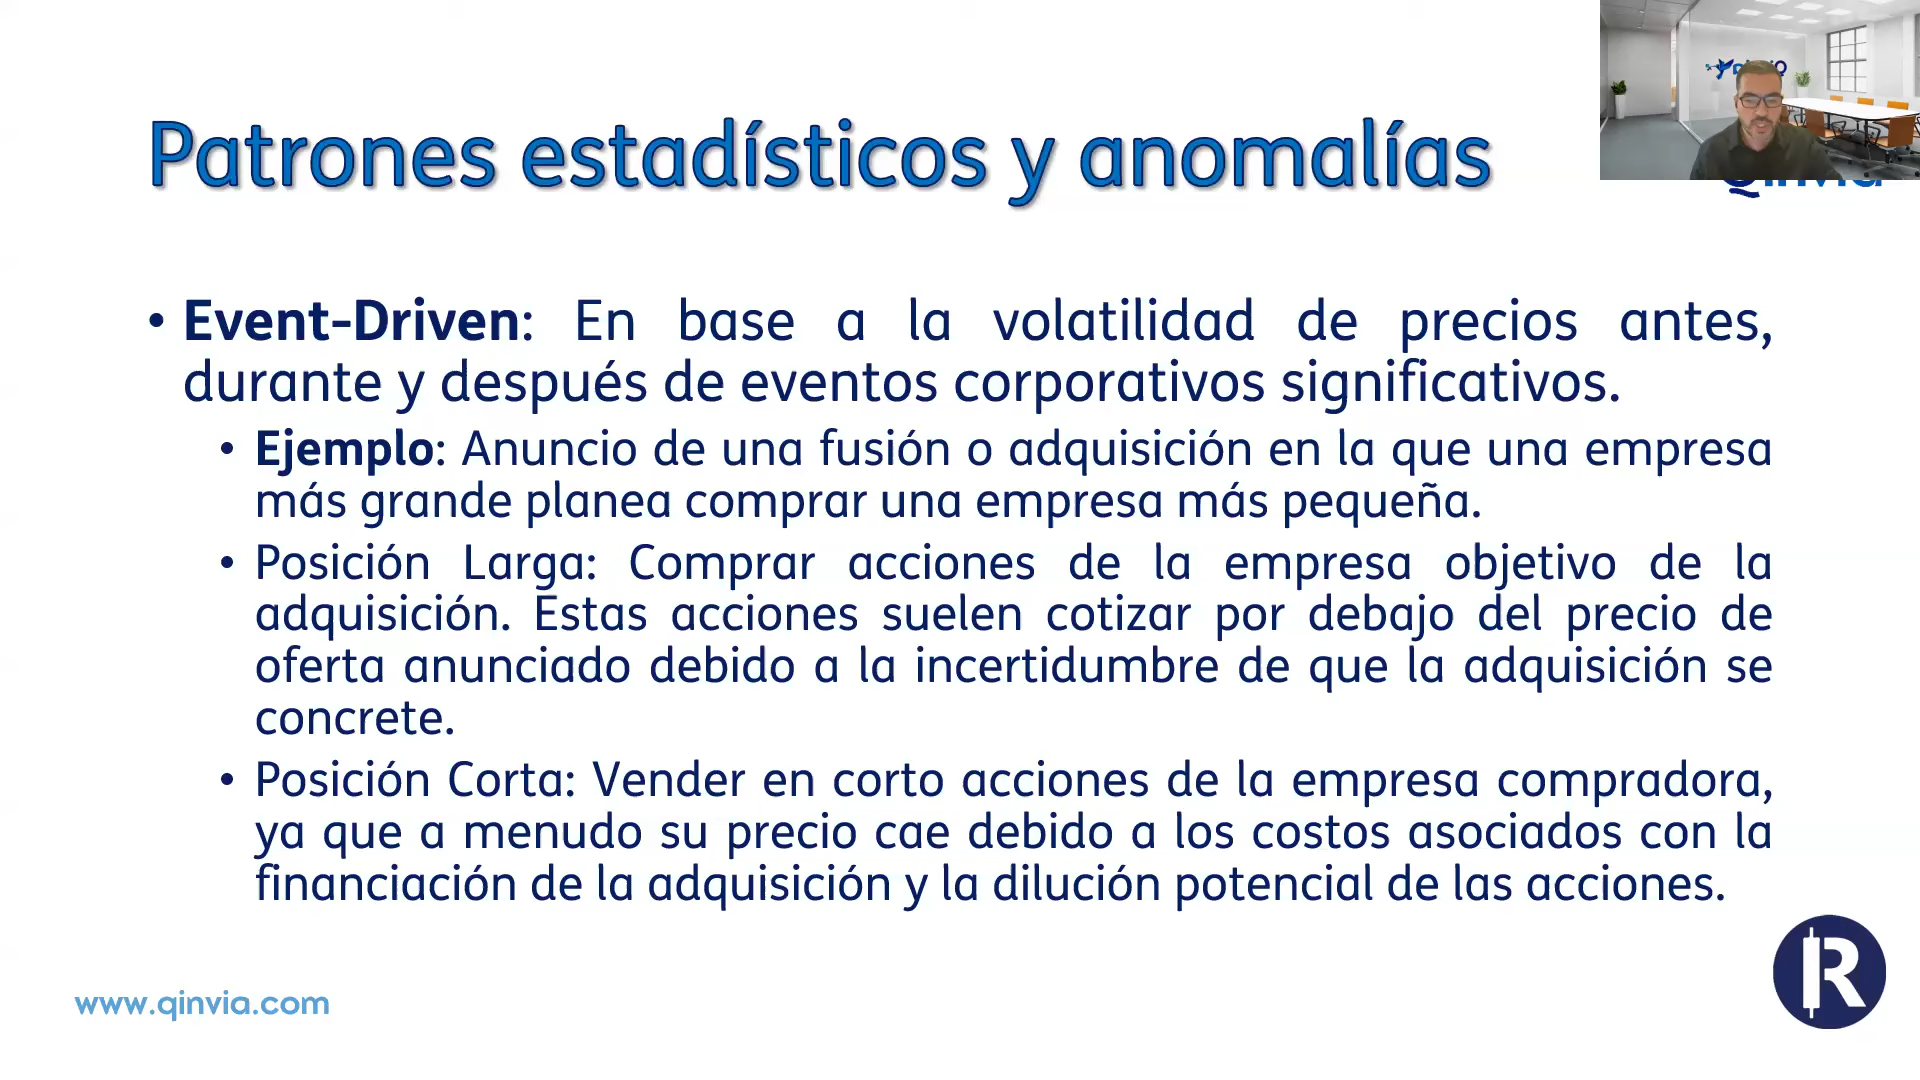 Patrones estadísticos y anomalías
• Event-Driven: En base a la volatilidad de precios antes,
durante y después de eventos corporativos significativos.
• Ejemplo: Anuncio de una fusión o adquisición en la que una empresa
más grande planea comprar una empresa más pequeña.
• Posición Larga: Comprar acciones de la empresa objetivo de la
adquisición. Estas acciones suelen cotizar por debajo del precio de
oferta anunciado debido a la incertidumbre de que la adquisición se
concrete.
• Posición Corta: Vender en corto acciones de la empresa compradora,
ya que a menudo su precio cae debido a los costos asociados con la
financiación de la adquisición y la dilución potencial de las acciones.
www.qinvia.com
R